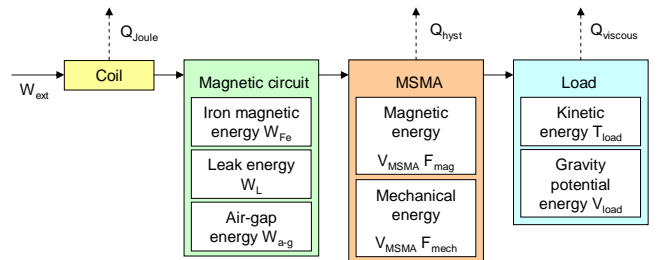 Q_Joule
Q_hyst
Q_viscous
W_ext
Coil
Magnetic circuit
Iron magnetic
energy W_Fe
Leak energy
W_L
Air-gap
energy W_a-g
MSMA
Magnetic
energy
V_MSMA F_mag
Mechanical
energy
V_MSMA F_mech
Load
Kinetic
energy T_load
Gravity
potential
energy V_load